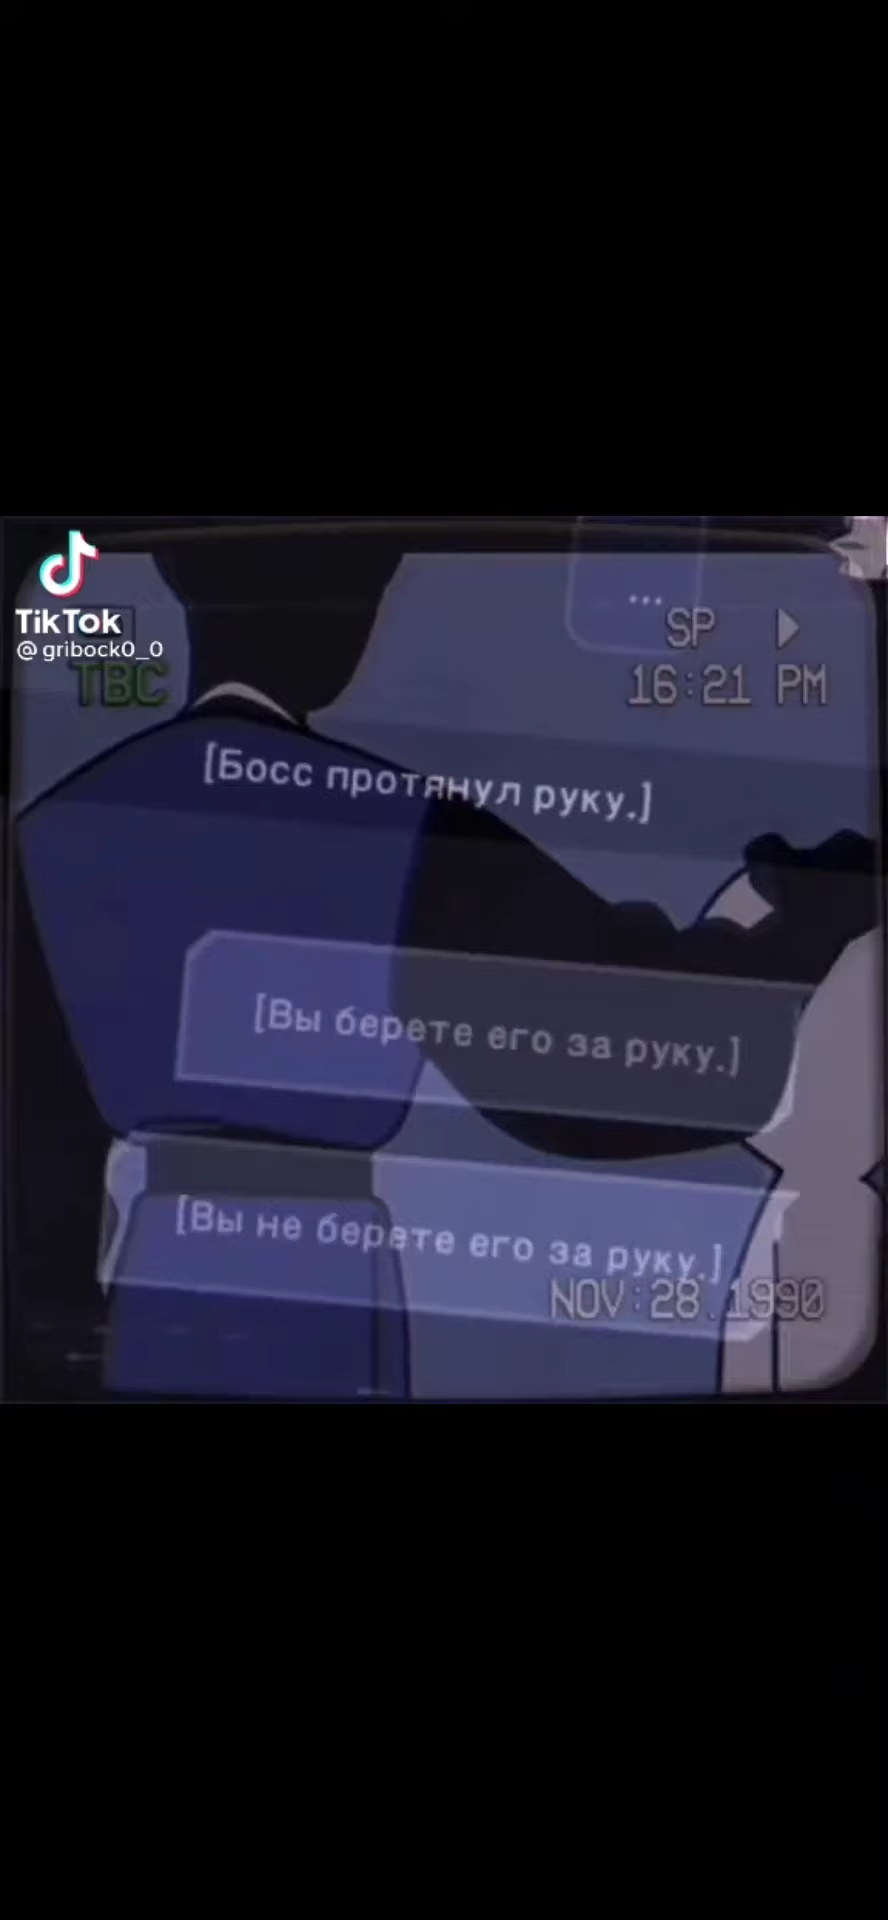 TikTok
@gribock0_0
TBC
...
SP
16:21 PM
[Босс протянул руку.]
[Вы берете его за руку.]
[Вы не берете его за руку.]
NOV:28.1990